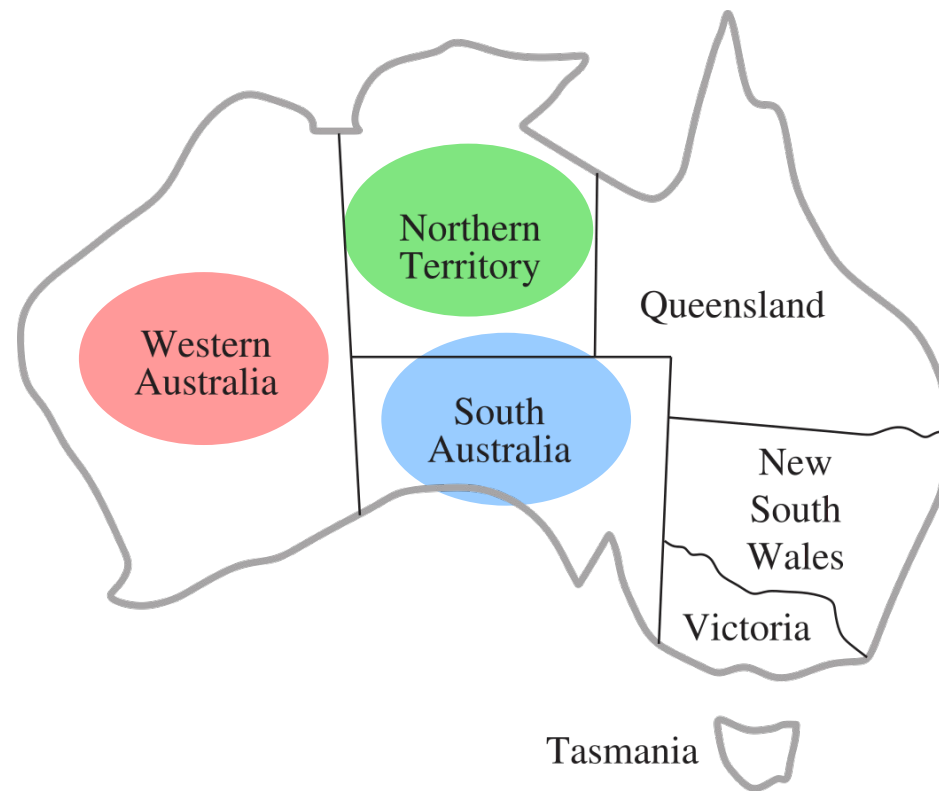 Northern
Territory
Queensland
Western
Australia
South
Australia
New
South
Wales
Victoria
Tasmania